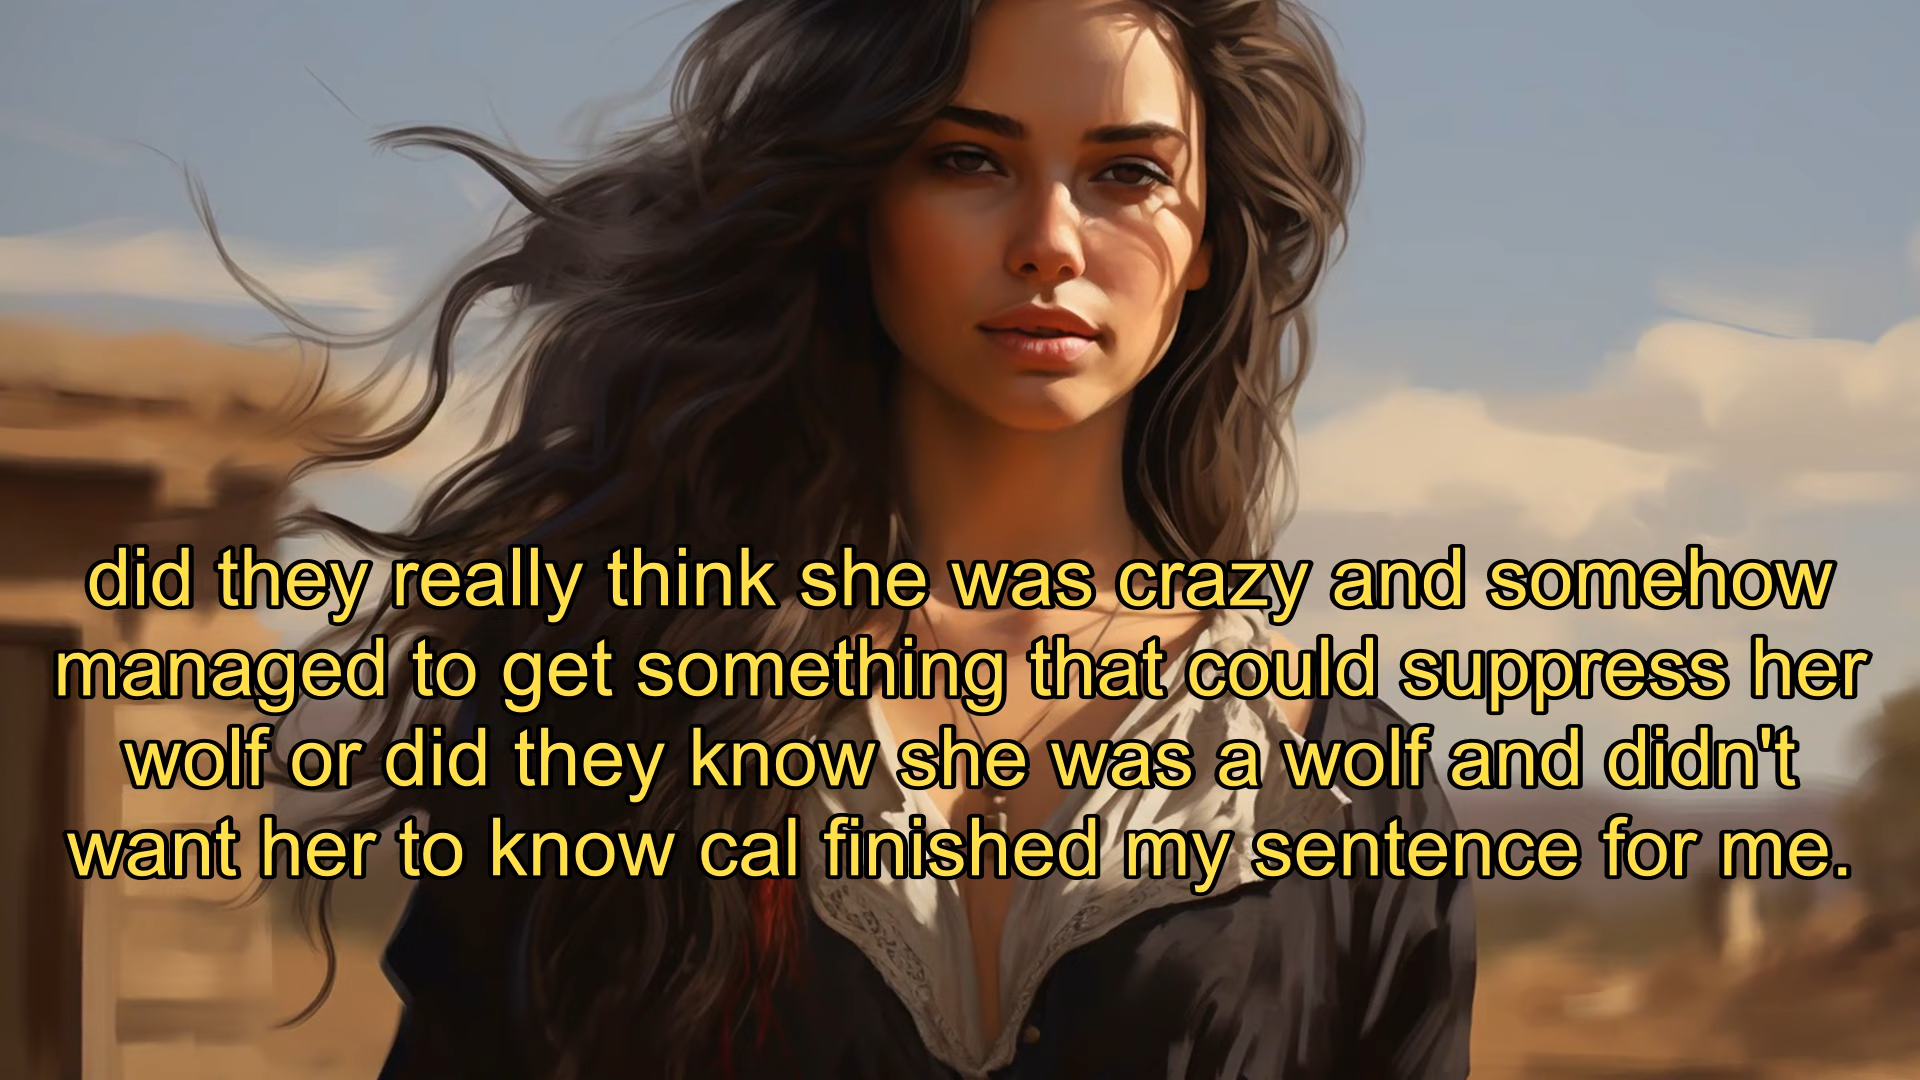 did they really think she was crazy and somehow
managed to get something that could suppress her
wolf or did they know she was a wolf and didn't
want her to know cal finished my sentence for me.